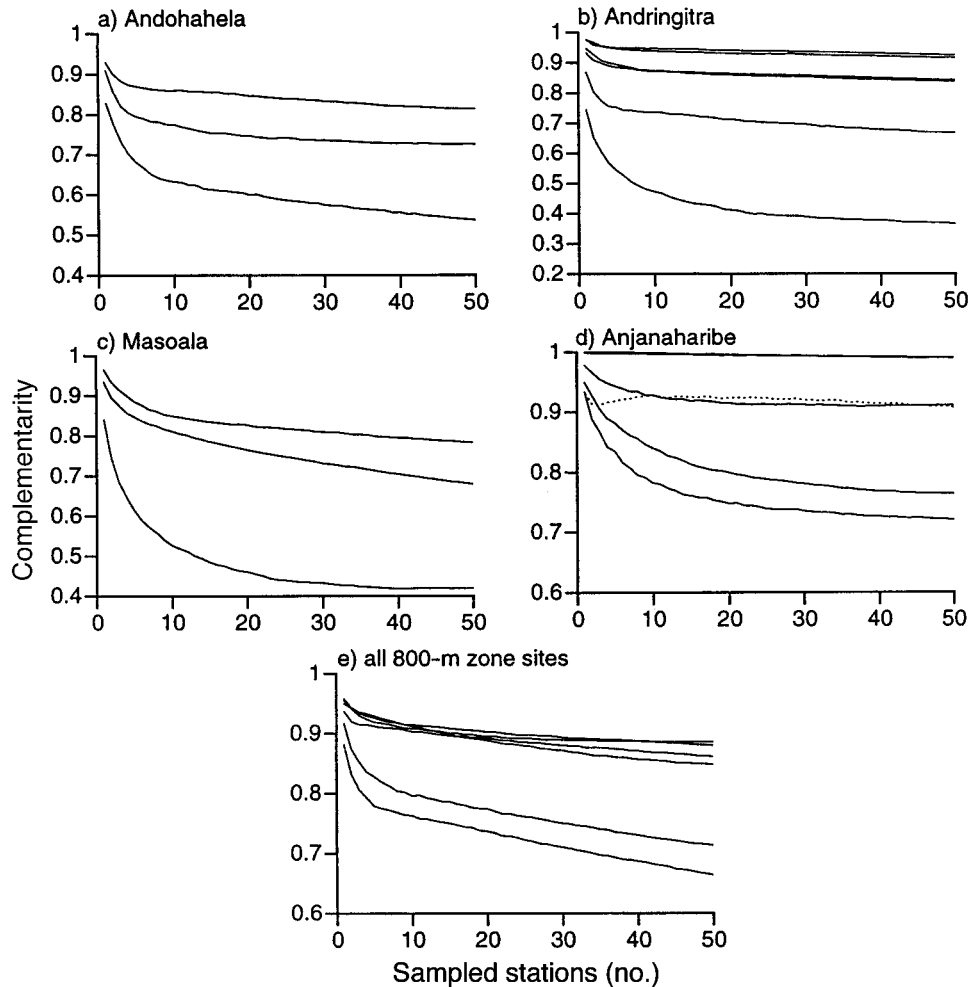 a) Andohahela
1
0.9
0.8
0.7
0.6
0.5
0.4
0 10 20 30 40 50
b) Andringitra
1
0.9
0.8
0.7
0.6
0.5
0.4
0.3
0.2
0 10 20 30 40 50
c) Masoala
1
0.9
0.8
0.7
0.6
0.5
0.4
0 10 20 30 40 50
d) Anjanaharibe
1
0.9
0.8
0.7
0.6
0 10 20 30 40 50
Complementarity
e) all 800-m zone sites
1
0.9
0.8
0.7
0.6
0 10 20 30 40 50
Sampled stations (no.)